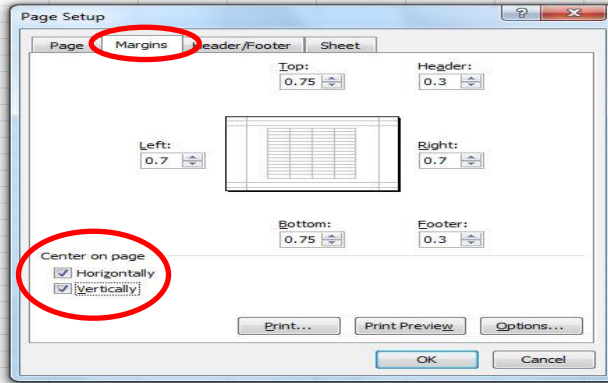 Page Setup
Page Margins Header/Footer Sheet
Top: Header:
0.75 0.3
Left: Right:
0.7 0.7
Bottom: Footer:
0.75 0.3
Center on page
Horizontally
Vertically
Print... Print Preview Options...
OK Cancel